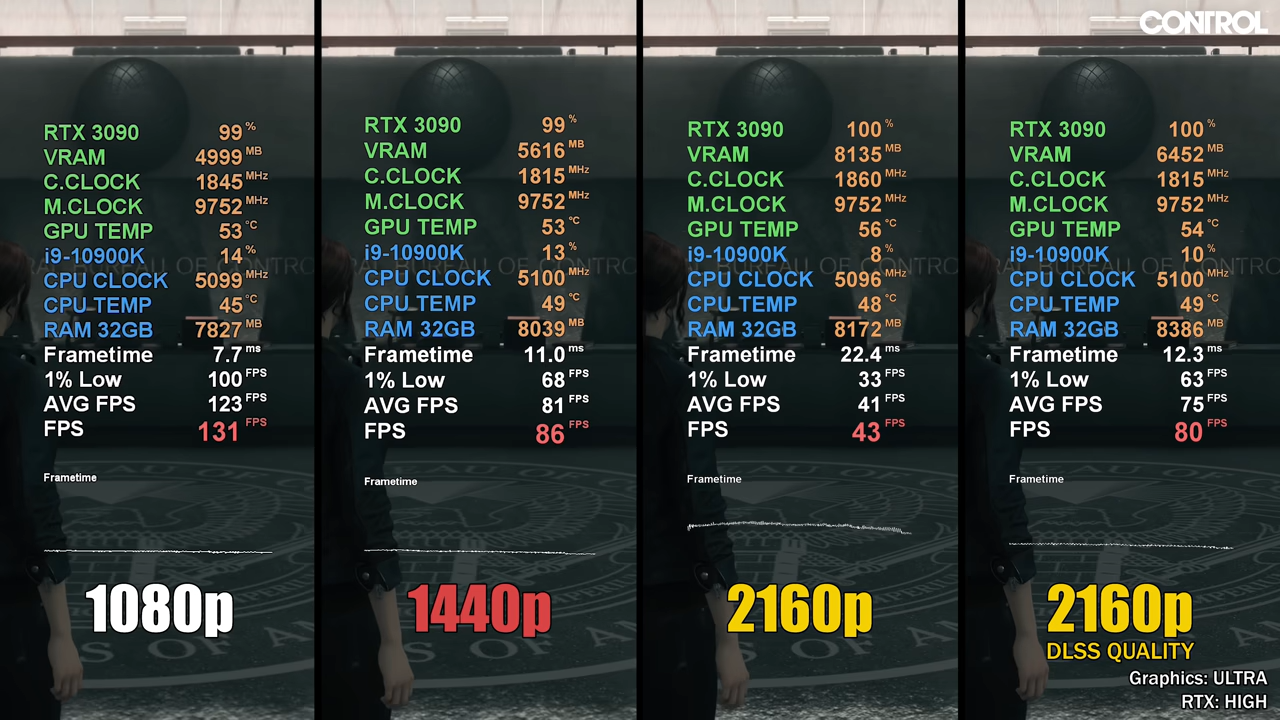 CONTROL
RTX 3090 99 %
VRAM 4999 MB
C.CLOCK 1845 MHz
M.CLOCK 9752 MHz
GPU TEMP 53 °C
i9-10900K 14 %
CPU CLOCK 5099 MHz
CPU TEMP 45 °C
RAM 32GB 7827 MB
Frametime 7.7 ms
1% Low 100 FPS
AVG FPS 123 FPS
FPS 131 FPS
Frametime
1080p
RTX 3090 99 %
VRAM 5616 MB
C.CLOCK 1815 MHz
M.CLOCK 9752 MHz
GPU TEMP 53 °C
i9-10900K 13 %
CPU CLOCK 5100 MHz
CPU TEMP 49 °C
RAM 32GB 8039 MB
Frametime 11.0 ms
1% Low 68 FPS
AVG FPS 81 FPS
FPS 86 FPS
Frametime
1440p
RTX 3090 100 %
VRAM 8135 MB
C.CLOCK 1860 MHz
M.CLOCK 9752 MHz
GPU TEMP 56 °C
i9-10900K 8 %
CPU CLOCK 5096 MHz
CPU TEMP 48 °C
RAM 32GB 8172 MB
Frametime 22.4 ms
1% Low 33 FPS
AVG FPS 41 FPS
FPS 43 FPS
Frametime
2160p
RTX 3090 100 %
VRAM 6452 MB
C.CLOCK 1815 MHz
M.CLOCK 9752 MHz
GPU TEMP 54 °C
i9-10900K 10 %
CPU CLOCK 5100 MHz
CPU TEMP 49 °C
RAM 32GB 8386 MB
Frametime 12.3 ms
1% Low 63 FPS
AVG FPS 75 FPS
FPS 80 FPS
Frametime
2160p
DLSS QUALITY
Graphics: ULTRA
RTX: HIGH